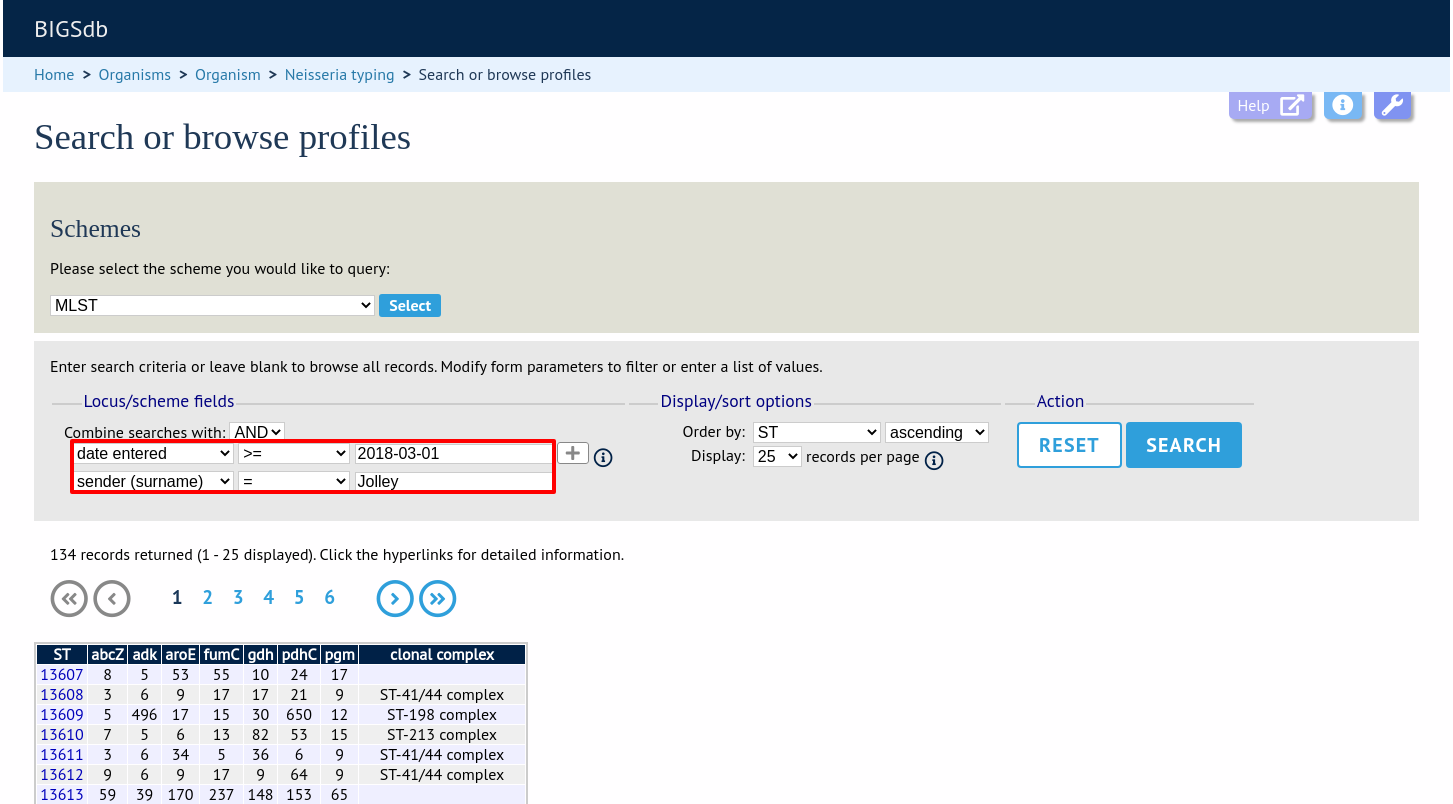 BIGSdb
Home > Organisms > Organism > Neisseria typing > Search or browse profiles
Help
Search or browse profiles
Schemes
Please select the scheme you would like to query:
MLST Select
Enter search criteria or leave blank to browse all records. Modify form parameters to filter or enter a list of values.
Locus/scheme fields Display/sort options Action
Combine searches with: AND Order by: ST ascending RESET SEARCH
date entered >= 2018-03-01 + Display: 25 records per page
sender (surname) = Jolley
134 records returned (1 - 25 displayed). Click the hyperlinks for detailed information.
1 2 3 4 5 6
ST abcZ adk aroE fumC gdh pdhC pgm clonal complex
13607 8 5 53 55 10 24 17
13608 3 6 9 17 17 21 9 ST-41/44 complex
13609 5 496 17 15 30 650 12 ST-198 complex
13610 7 5 6 13 82 53 15 ST-213 complex
13611 3 6 34 5 36 6 9 ST-41/44 complex
13612 9 6 9 17 9 64 9 ST-41/44 complex
13613 59 39 170 237 148 153 65